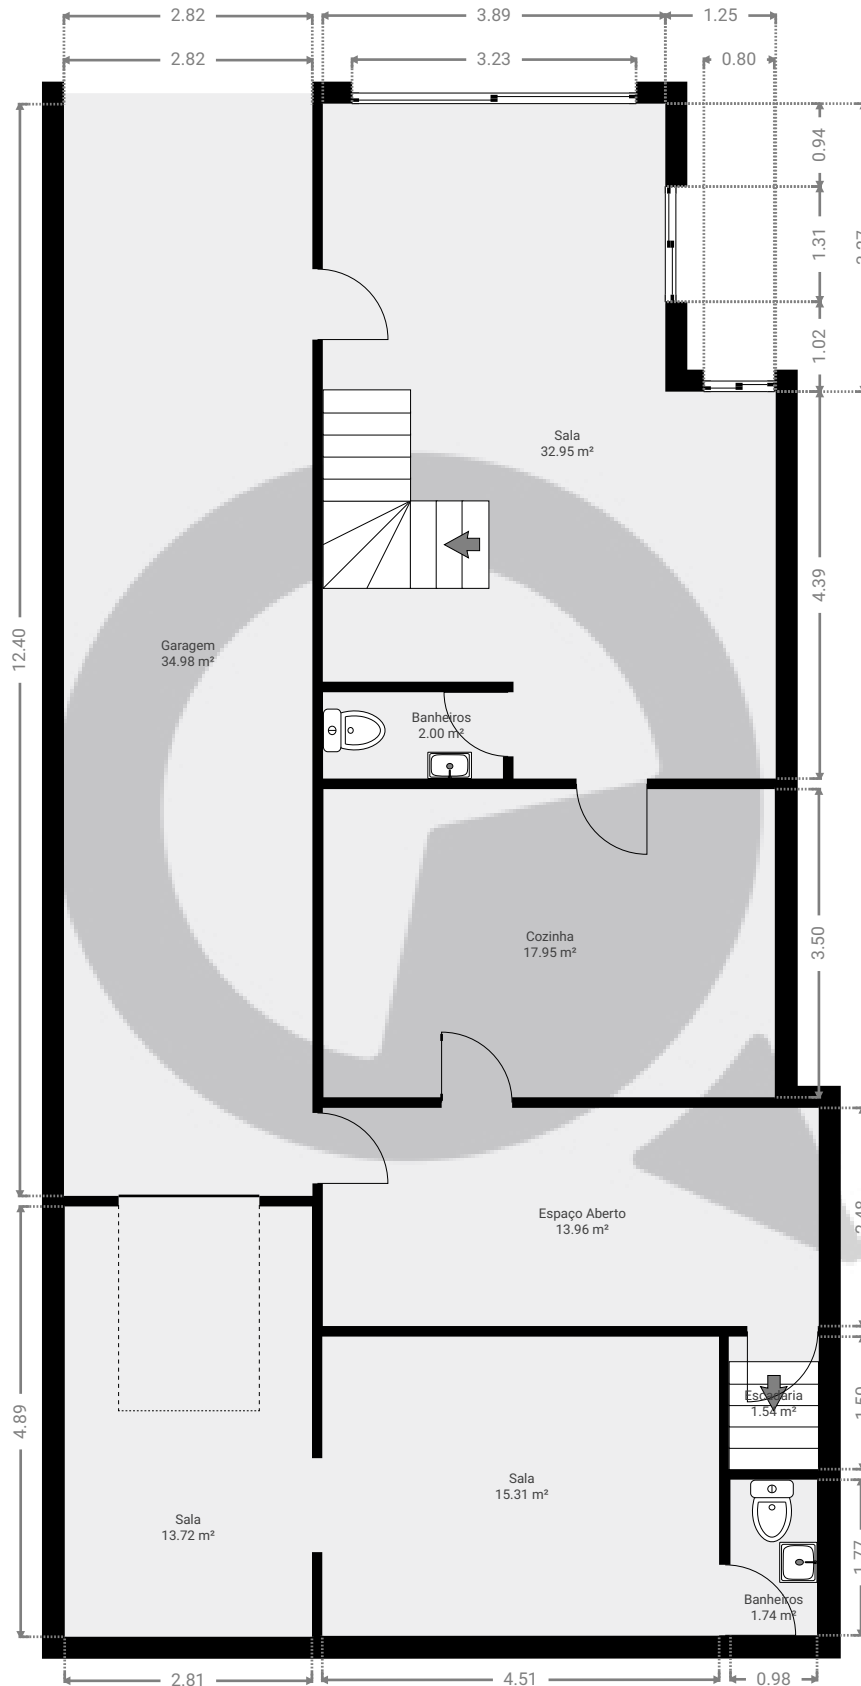 2.82
3.89
1.25
2.82
3.23
0.80
0.94
1.31
1.02
Sala
32.95 m²
4.39
12.40
Garagem
34.98 m²
Banheiros
2.00 m²
Cozinha
17.95 m²
3.50
Espaço Aberto
13.96 m²
4.89
Escadaria
1.54 m²
Sala
15.31 m²
Sala
13.72 m²
1.77
Banheiros
1.74 m²
2.81
4.51
0.98